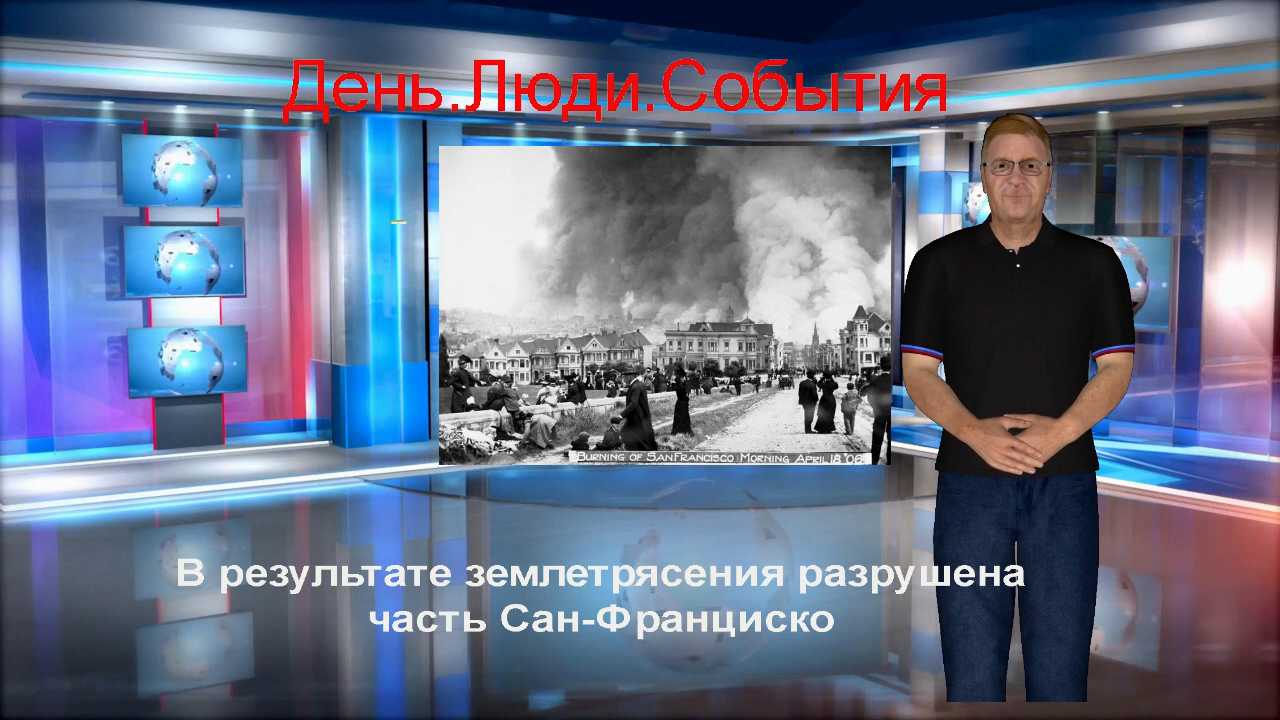 День.Люди.События
BURNING OF SAN FRANCISCO MORNING APRIL 18 '06
В результате землетрясения разрушена
часть Сан-Франциско